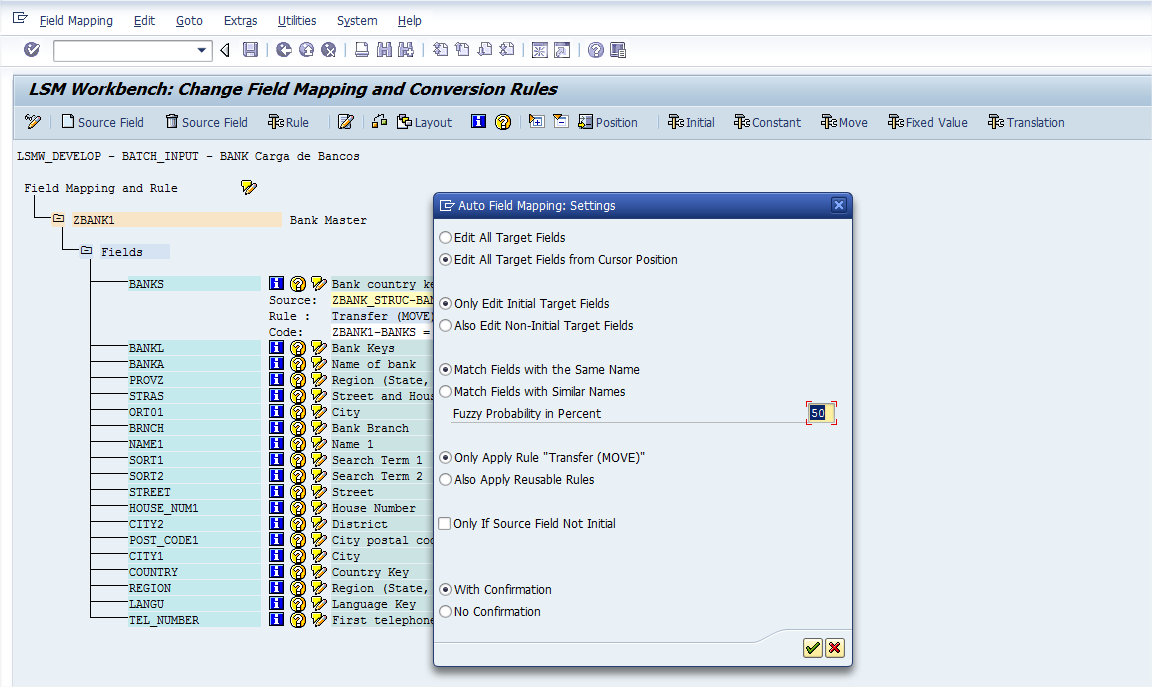 Field Mapping Edit Goto Extras Utilities System Help
LSM Workbench: Change Field Mapping and Conversion Rules
Source Field Source Field Rule Layout Position Initial Constant Move Fixed Value Translation
LSMW_DEVELOP - BATCH_INPUT - BANK Carga de Bancos
Field Mapping and Rule
ZBANK1 Bank Master
Fields
BANKS Bank country ke
Source: ZBANK_STRUC-BAN
Rule : Transfer (MOVE)
Code: ZBANK1-BANKS =
BANKL Bank Keys
BANKA Name of bank
PROVZ Region (State,
STRAS Street and Hous
ORT01 City
BRNCH Bank Branch
NAME1 Name 1
SORT1 Search Term 1
SORT2 Search Term 2
STREET Street
HOUSE_NUM1 House Number
CITY2 District
POST_CODE1 City postal cod
CITY1 City
COUNTRY Country Key
REGION Region (State,
LANGU Language Key
TEL_NUMBER First telephone
Auto Field Mapping: Settings
Edit All Target Fields
Edit All Target Fields from Cursor Position
Only Edit Initial Target Fields
Also Edit Non-Initial Target Fields
Match Fields with the Same Name
Match Fields with Similar Names
Fuzzy Probability in Percent 50
Only Apply Rule "Transfer (MOVE)"
Also Apply Reusable Rules
Only If Source Field Not Initial
With Confirmation
No Confirmation